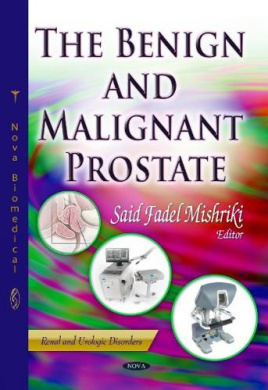 THE BENIGN
AND
MALIGNANT
PROSTATE
Said Fadel Mishriki
Editor
Nova Biomedical
Renal and Urologic Disorders
NOVA